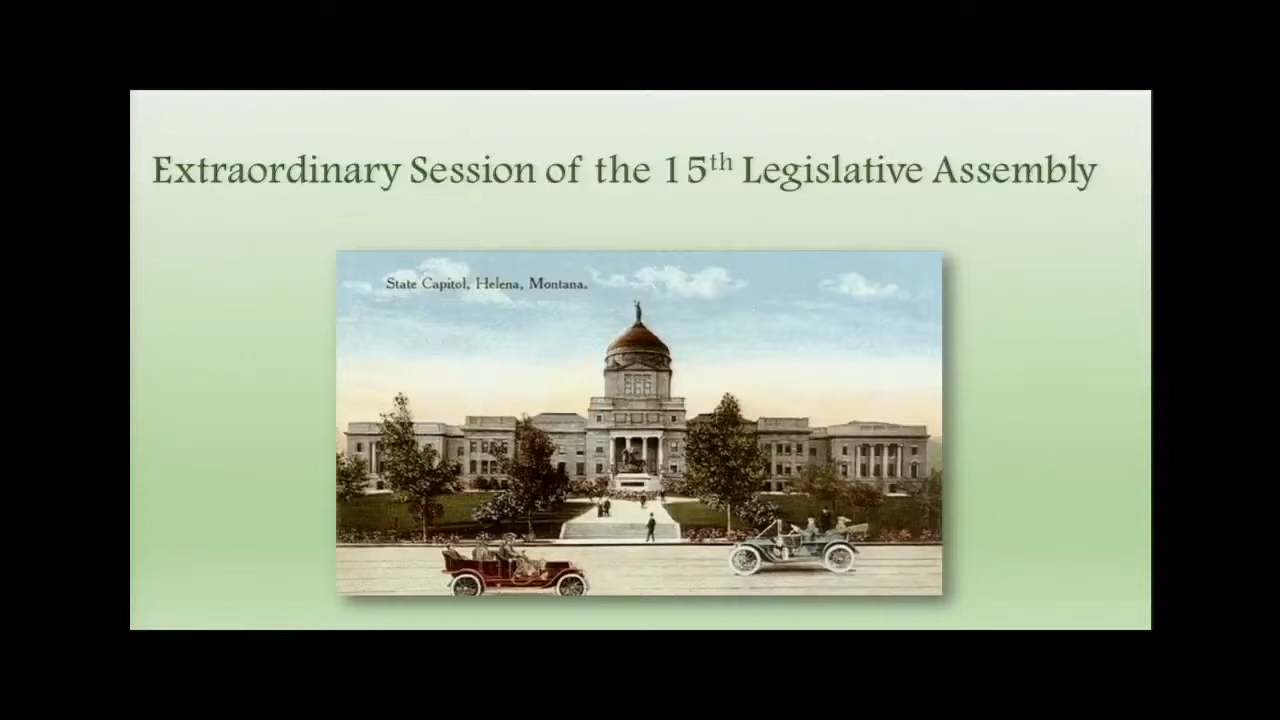 Extraordinary Session of the 15th Legislative Assembly
State Capitol, Helena, Montana.